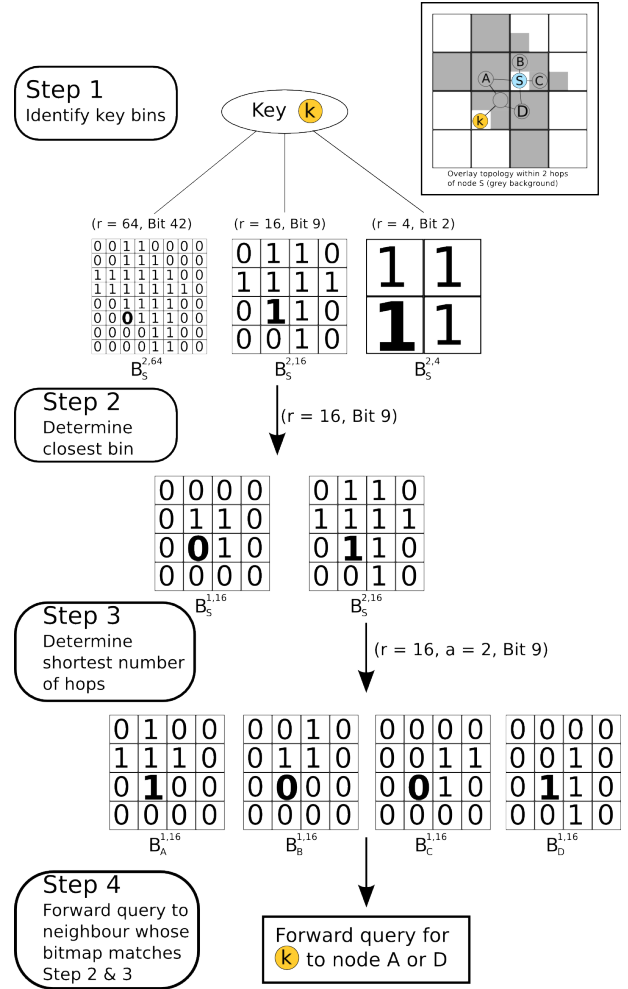 Step 1
Identify key bins
Key k
A B S C D k
Overlay topology within 2 hops
of node S (grey background)
(r = 64, Bit 42) (r = 16, Bit 9) (r = 4, Bit 2)
0 0 1 1 0 0 0 0
0 0 1 1 1 0 0 0
1 1 1 1 1 1 0 0
1 1 1 1 1 1 1 0
0 0 1 1 1 1 0 0
0 0 0 1 1 1 0 0
0 0 0 0 1 1 0 0
0 0 0 0 1 1 0 0
B_S^2,64
0 1 1 0
1 1 1 1
0 1 1 0
0 0 1 0
B_S^2,16
1 1
1 1
B_S^2,4
Step 2
Determine
closest bin
(r = 16, Bit 9)
0 0 0 0
0 1 1 0
0 0 1 0
0 0 0 0
B_S^1,16
0 1 1 0
1 1 1 1
0 1 1 0
0 0 1 0
B_S^2,16
Step 3
Determine
shortest number
of hops
(r = 16, a = 2, Bit 9)
0 1 0 0
1 1 1 0
0 1 0 0
0 0 0 0
B_A^1,16
0 0 1 0
0 1 1 0
0 0 0 0
0 0 0 0
B_B^1,16
0 0 0 0
0 0 1 1
0 0 1 0
0 0 0 0
B_C^1,16
0 0 0 0
0 0 1 0
0 1 1 0
0 0 1 0
B_D^1,16
Step 4
Forward query to
neighbour whose
bitmap matches
Step 2 & 3
Forward query for
k to node A or D